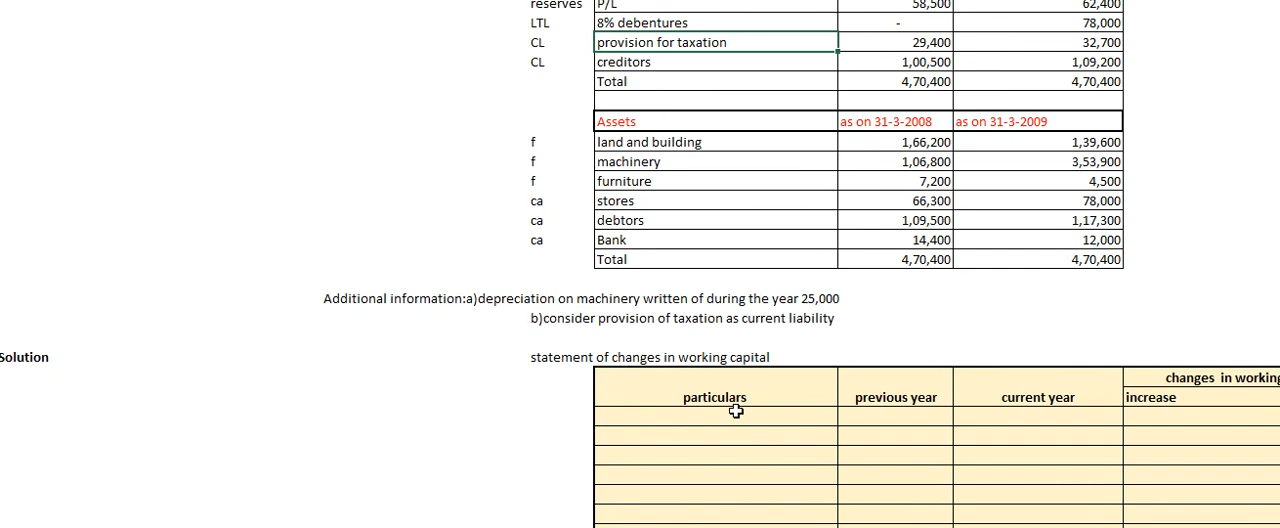 reserves P/L 58,500 62,400
LTL 8% debentures - 78,000
CL provision for taxation 29,400 32,700
CL creditors 1,00,500 1,09,200
Total 4,70,400 4,70,400
Assets as on 31-3-2008 as on 31-3-2009
f land and building 1,66,200 1,39,600
f machinery 1,06,800 3,53,900
f furniture 7,200 4,500
ca stores 66,300 78,000
ca debtors 1,09,500 1,17,300
ca Bank 14,400 12,000
Total 4,70,400 4,70,400
Additional information:a)depreciation on machinery written of during the year 25,000
b)consider provision of taxation as current liability
Solution statement of changes in working capital
changes in working
particulars previous year current year increase